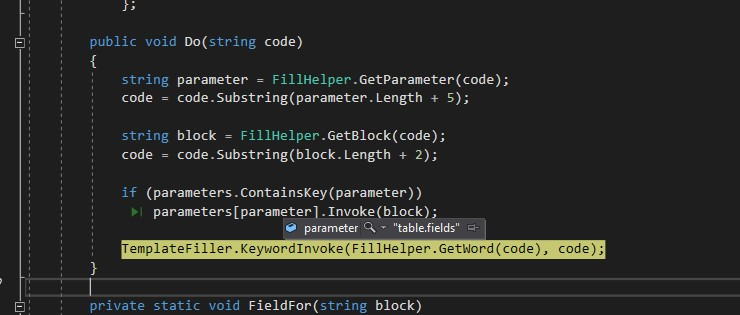 };
public void Do(string code)
{
string parameter = FillHelper.GetParameter(code);
code = code.Substring(parameter.Length + 5);
string block = FillHelper.GetBlock(code);
code = code.Substring(block.Length + 2);
if (parameters.ContainsKey(parameter))
parameters[parameter].Invoke(block);
parameter "table.fields"
TemplateFiller.KeywordInvoke(FillHelper.GetWord(code), code);
}
private static void FieldFor(string block)